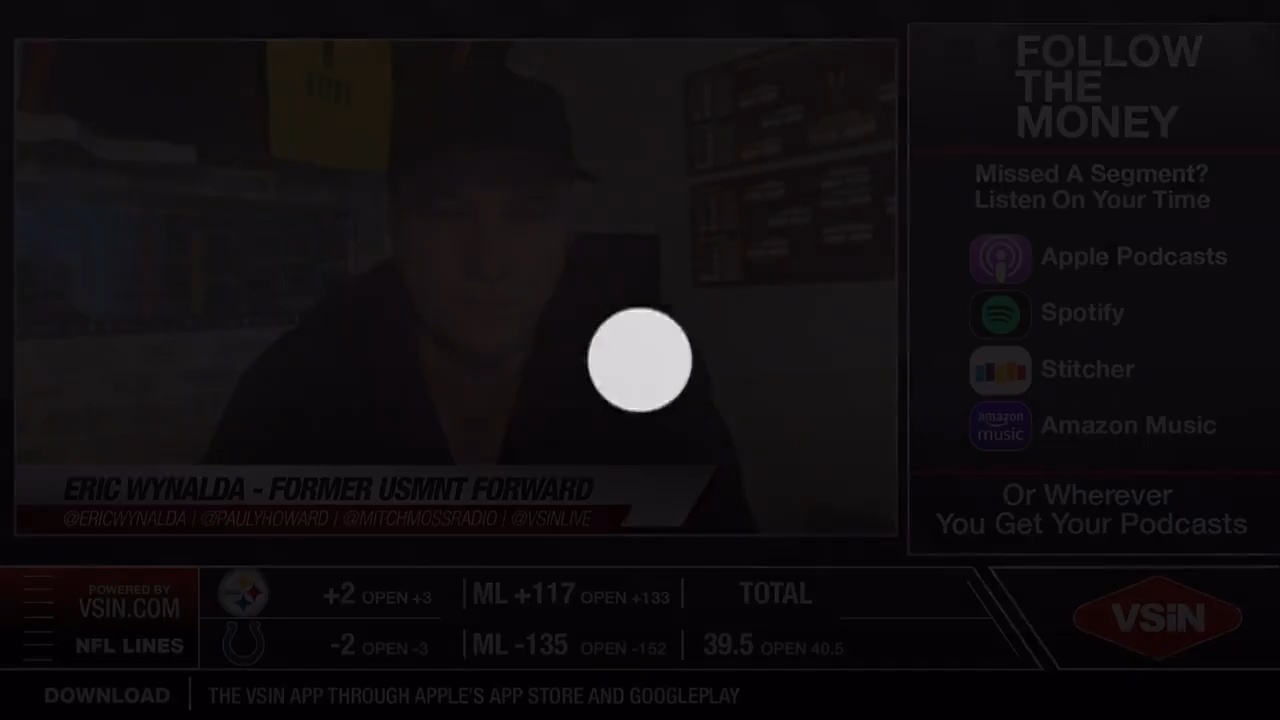 FOLLOW
THE
MONEY
Missed A Segment?
Listen On Your Time
Apple Podcasts
Spotify
Stitcher
amazon
music
Amazon Music
Or Wherever
You Get Your Podcasts
ERIC WYNALDA - FORMER USMNT FORWARD
@ERICWYNALDA | @PAULYHOWARD | @MITCHMOSSRADIO | @VSINLIVE
POWERED BY
VSIN.COM
NFL LINES
+2 OPEN +3 | ML +117 OPEN +133 | TOTAL
-2 OPEN -3 | ML -135 OPEN -152 | 39.5 OPEN 40.5
VSiN
DOWNLOAD | THE VSIN APP THROUGH APPLE'S APP STORE AND GOOGLEPLAY